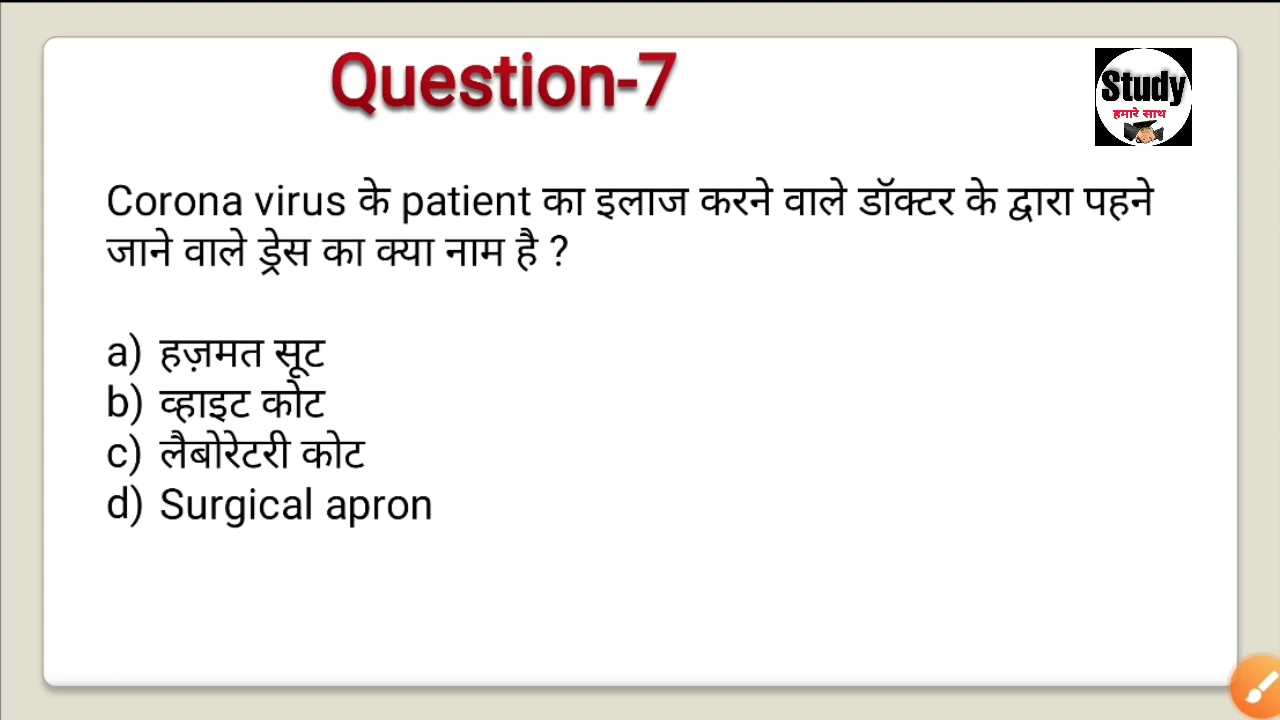 Question-7
Study
हमारे साथ
Corona virus के patient का इलाज करने वाले डॉक्टर के द्वारा पहने
जाने वाले ड्रेस का क्या नाम है ?
a) हज़मत सूट
b) व्हाइट कोट
c) लैबोरेटरी कोट
d) Surgical apron